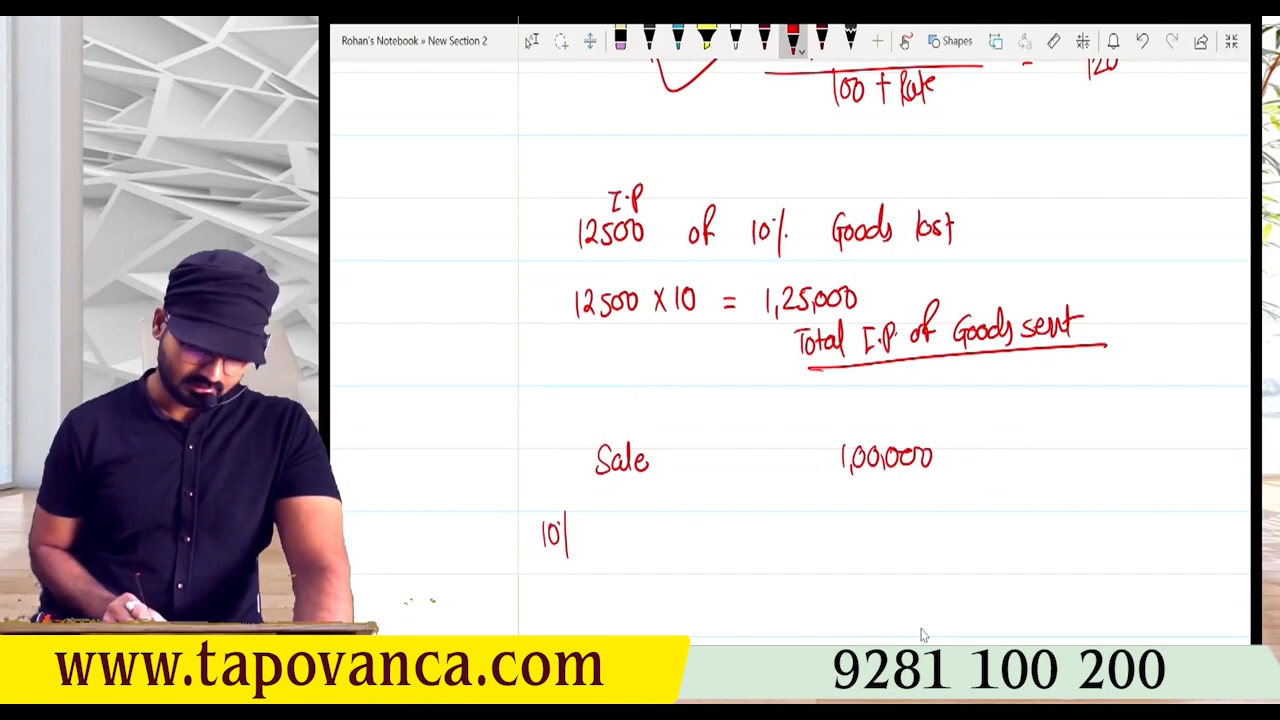 Rohan's Notebook » New Section 2
Shapes
100 + Rate
=
120
I.P
12500 of 10% Goods lost
12500 x 10 = 1,25,000
Total I.P. of Goods sent
Sale 1,00,000
10%
www.tapovanca.com
9281 100 200